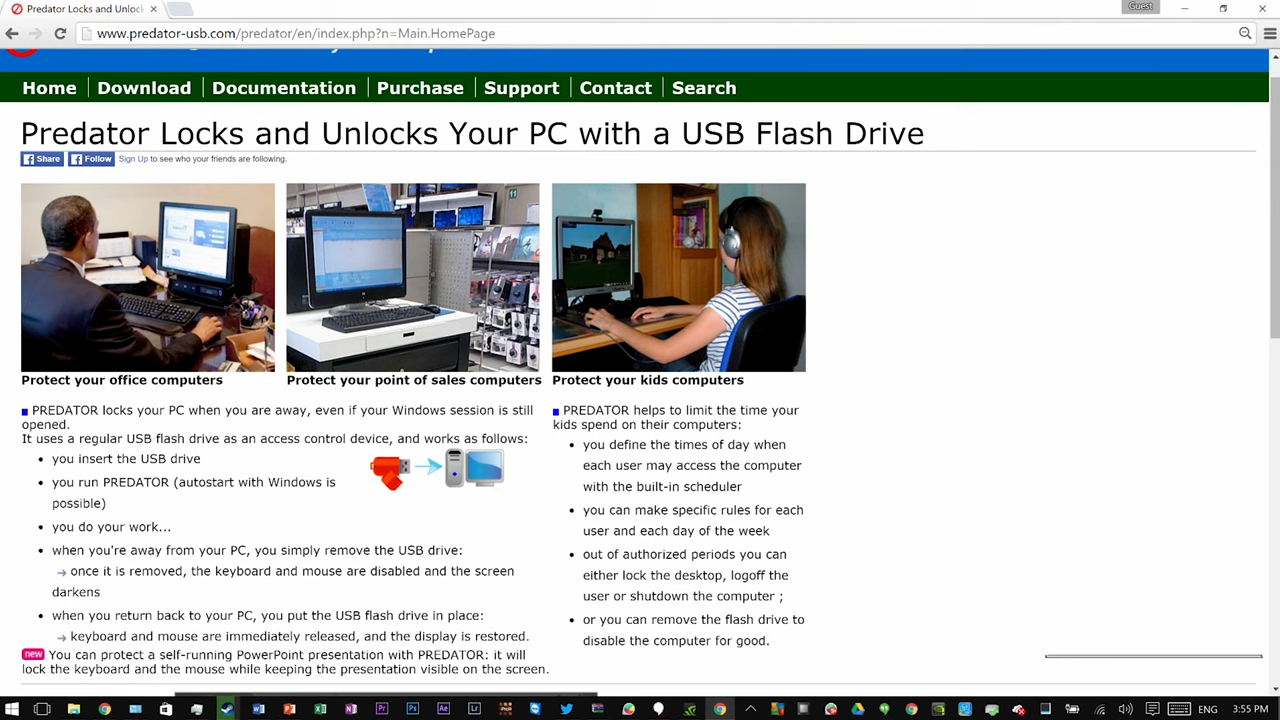 Predator Locks and Unloc
Guest
www.predator-usb.com/predator/en/index.php?n=Main.HomePage
Home
Download
Documentation
Purchase
Support
Contact
Search
Predator Locks and Unlocks Your PC with a USB Flash Drive
Share
Follow
Sign Up to see who your friends are following.
11
Protect your office computers
Protect your point of sales computers
Protect your kids computers
PREDATOR locks your PC when you are away, even if your Windows session is still
opened.
It uses a regular USB flash drive as an access control device, and works as follows:
• you insert the USB drive
• you run PREDATOR (autostart with Windows is
possible)
• you do your work...
• when you're away from your PC, you simply remove the USB drive:
→ once it is removed, the keyboard and mouse are disabled and the screen
darkens
• when you return back to your PC, you put the USB flash drive in place:
→ keyboard and mouse are immediately released, and the display is restored.
new You can protect a self-running PowerPoint presentation with PREDATOR: it will
lock the keyboard and the mouse while keeping the presentation visible on the screen.
PREDATOR helps to limit the time your
kids spend on their computers:
• you define the times of day when
each user may access the computer
with the built-in scheduler
• you can make specific rules for each
user and each day of the week
• out of authorized periods you can
either lock the desktop, logoff the
user or shutdown the computer ;
• or you can remove the flash drive to
disable the computer for good.
Pr
Ps
Ae
Lr
ENG
3:55 PM